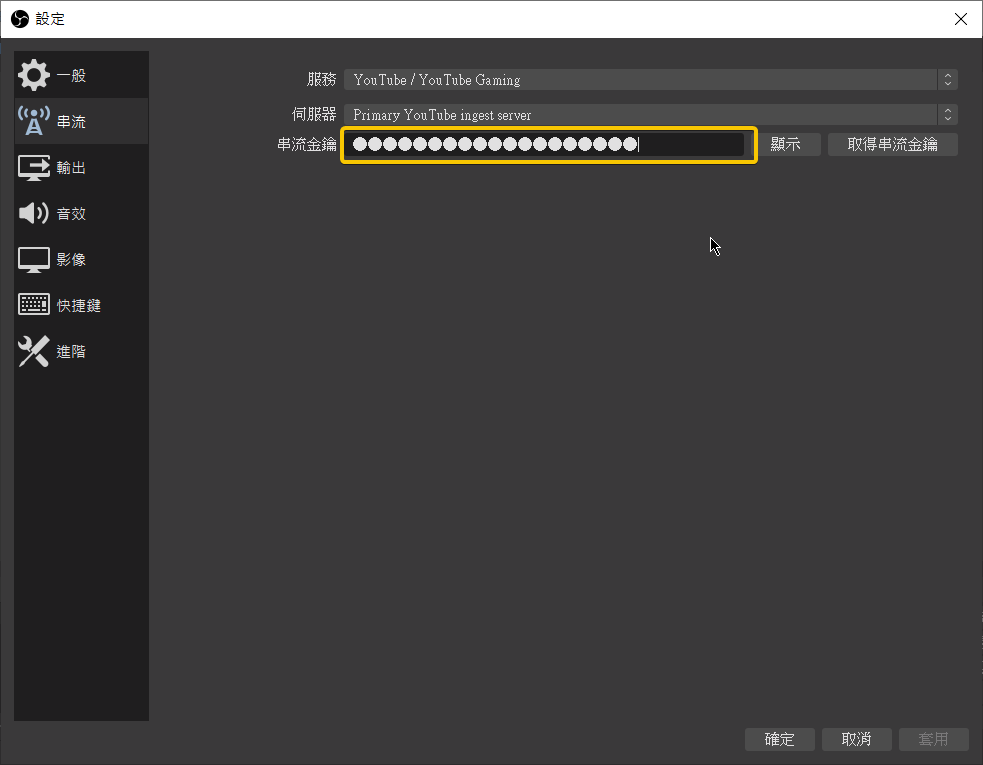 設定
一般
串流
輸出
音效
影像
快捷鍵
進階
服務 YouTube / YouTube Gaming
伺服器 Primary YouTube ingest server
串流金鑰 ●●●●●●●●●●●●●●●●●●● 顯示 取得串流金鑰
確定 取消 套用